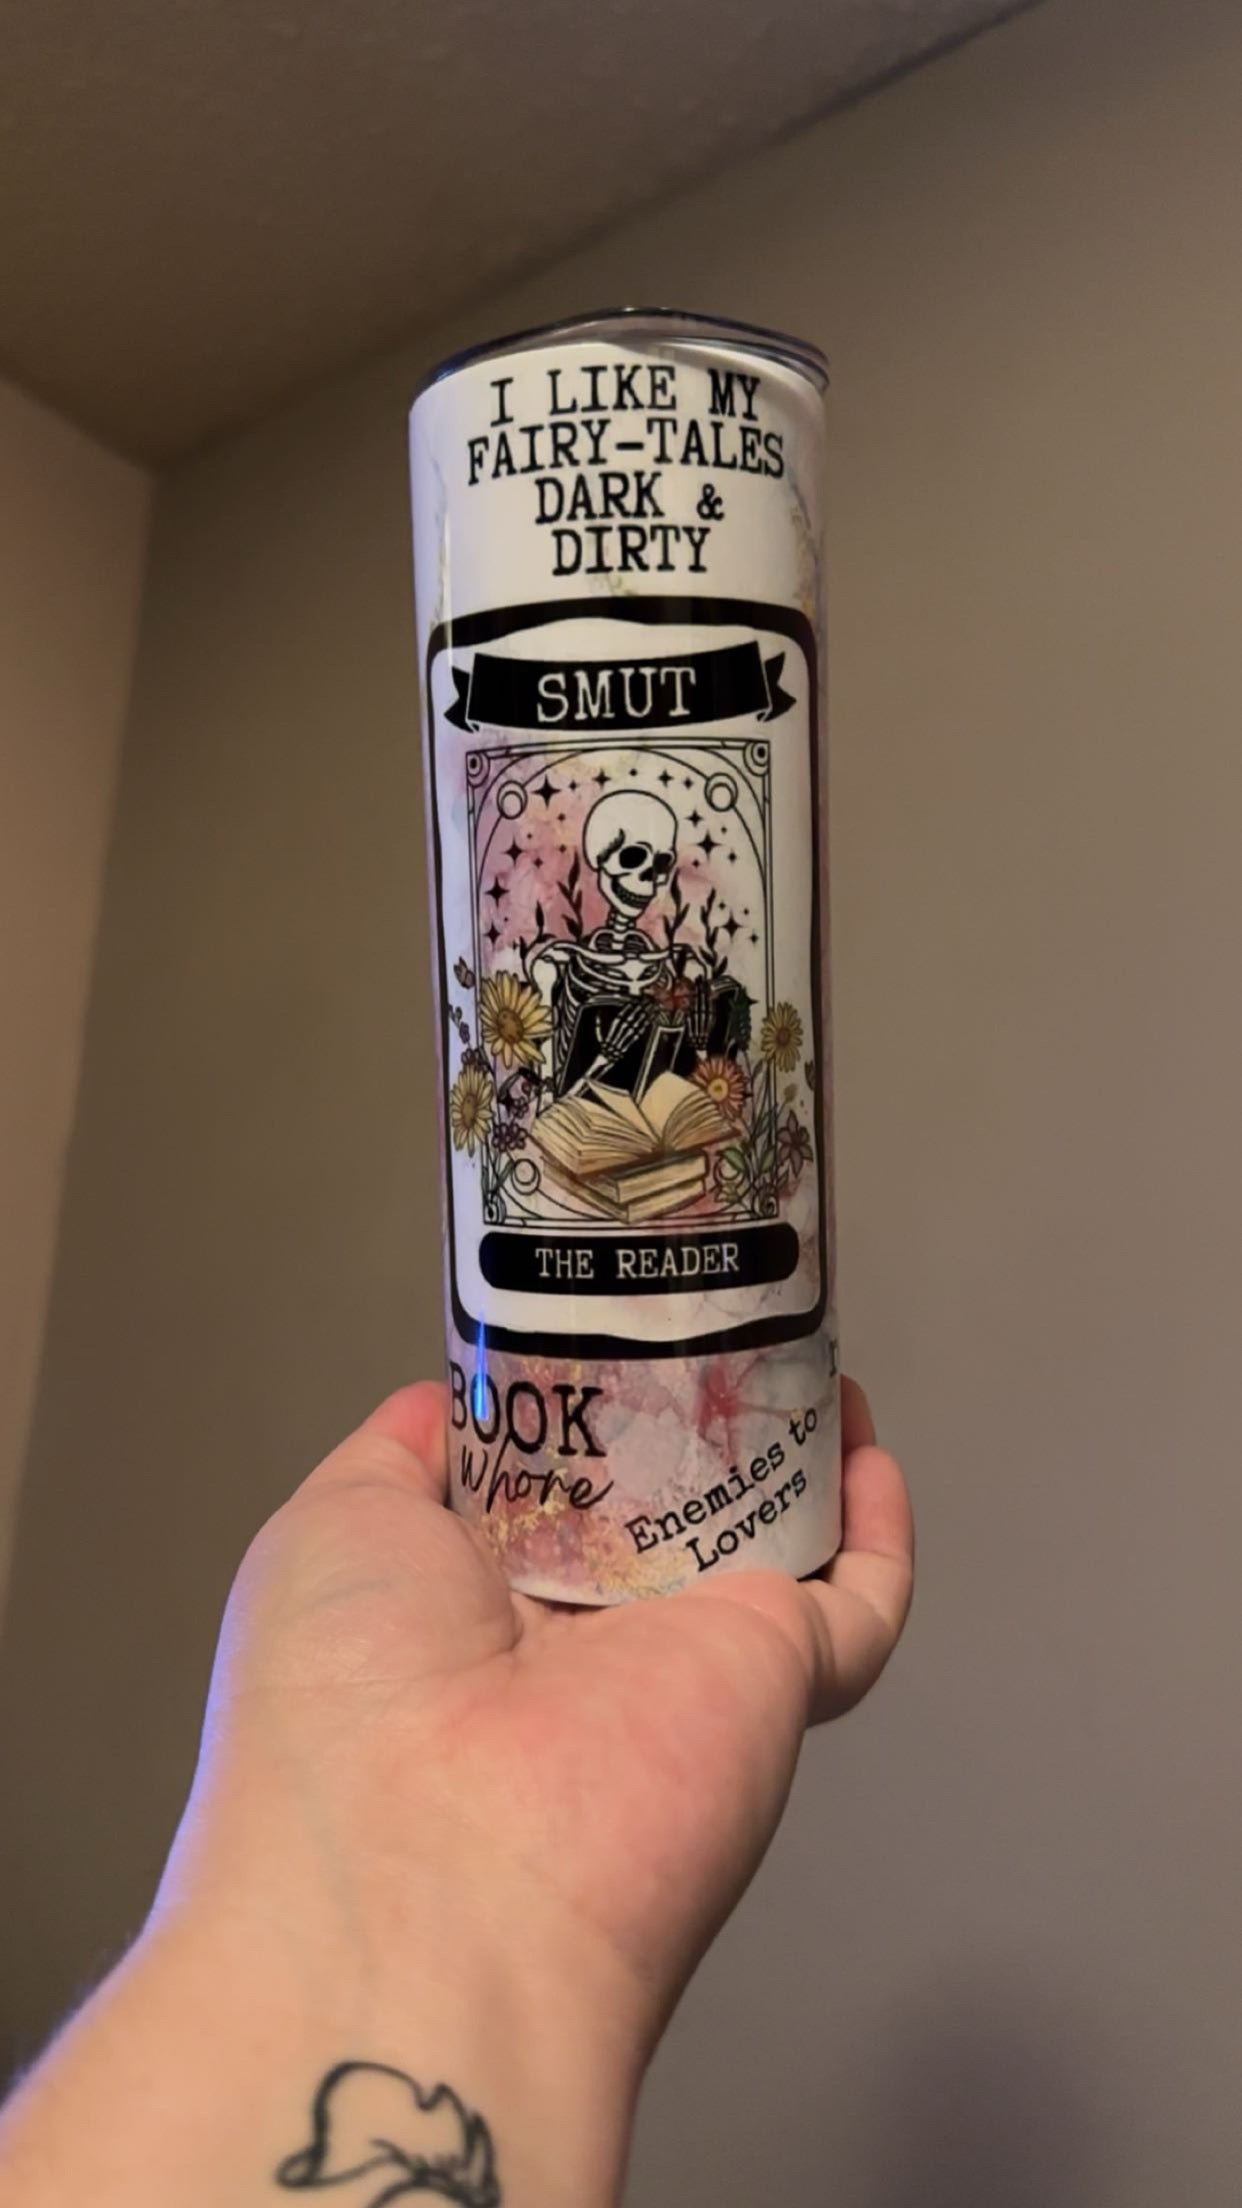 I LIKE MY
FAIRY-TALES
DARK &
DIRTY
SMUT
THE READER
BOOK
Whore
Enemies to
Lovers